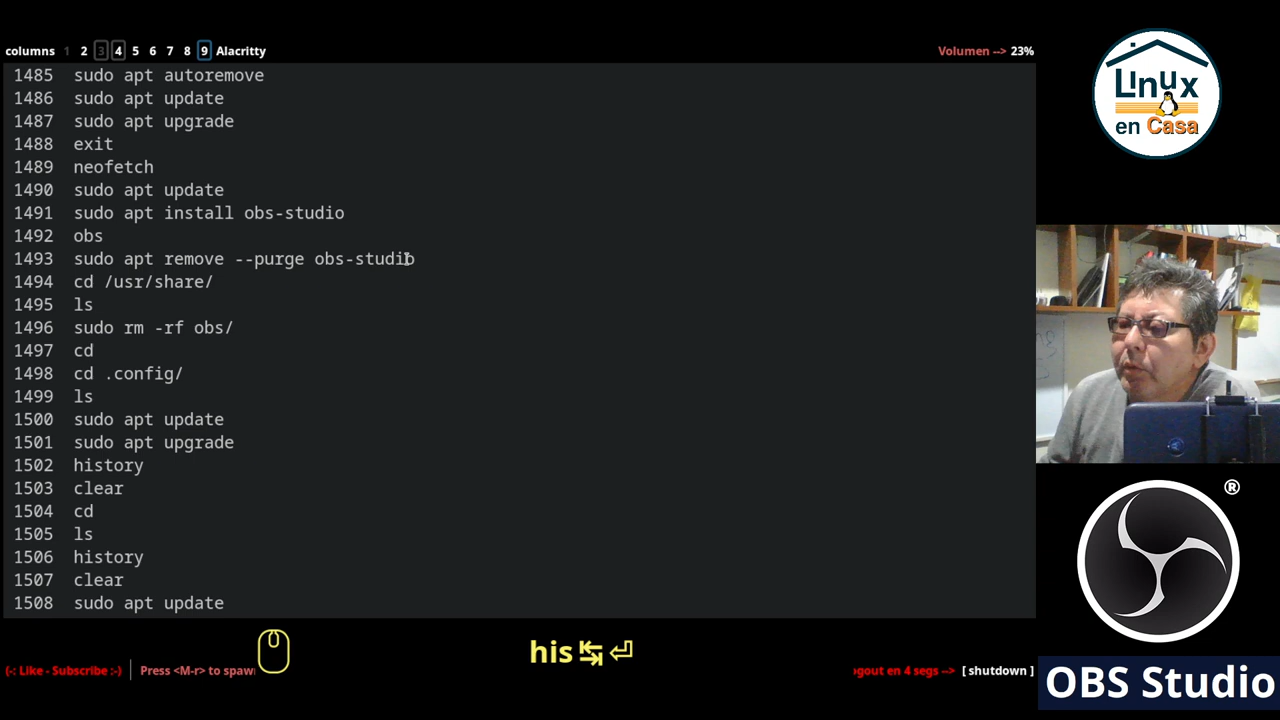 columns 1 2 3 4 5 6 7 8 9 Alacritty
Volumen --> 23%
1485 sudo apt autoremove
1486 sudo apt update
1487 sudo apt upgrade
1488 exit
1489 neofetch
1490 sudo apt update
1491 sudo apt install obs-studio
1492 obs
1493 sudo apt remove --purge obs-studio
1494 cd /usr/share/
1495 ls
1496 sudo rm -rf obs/
1497 cd
1498 cd .config/
1499 ls
1500 sudo apt update
1501 sudo apt upgrade
1502 history
1503 clear
1504 cd
1505 ls
1506 history
1507 clear
1508 sudo apt update
his ↹ ⏎
(-: Like - Subscribe :-) Press <M-r> to spaw
gout en 4 segs --> [ shutdown ]
Linux
en Casa
®
OBS Studio